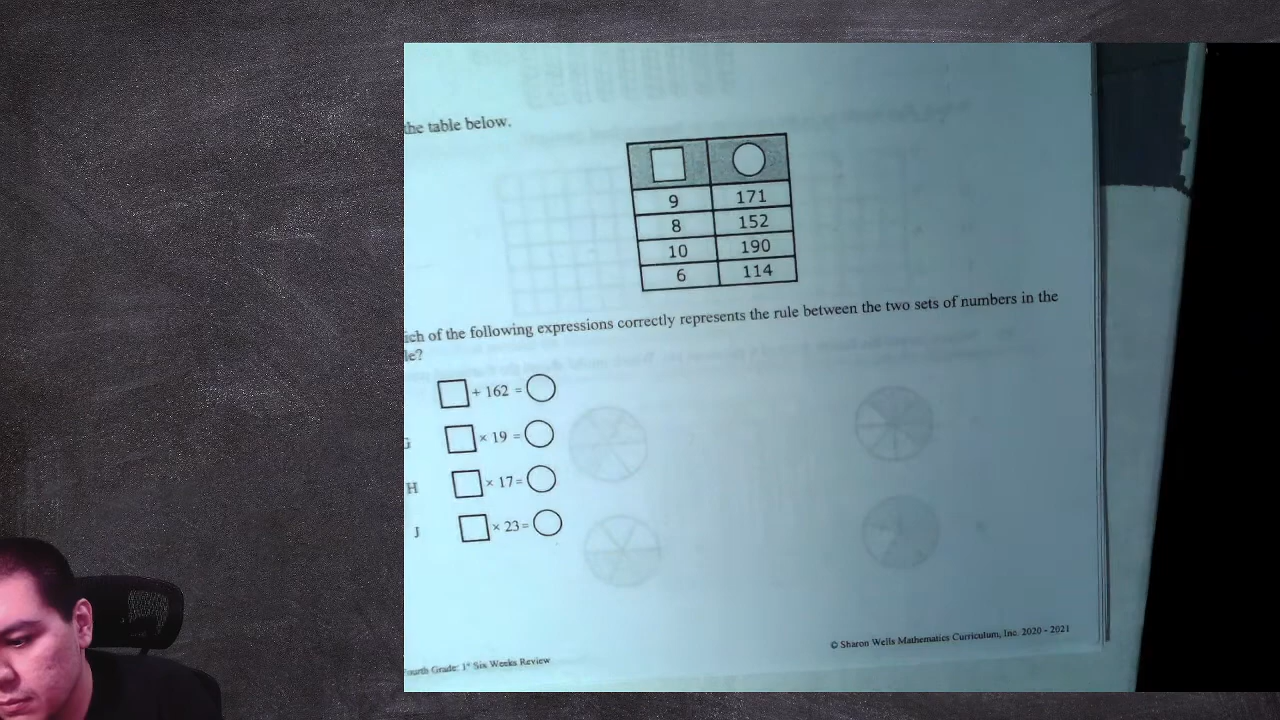 the table below.
9 171
8 152
10 190
6 114
of the following expressions correctly represents the rule between the two sets of numbers in the
+ 162 =
× 19 =
H × 17=
J × 23=
Grade: 1st Six Weeks Review
© Sharon Wells Mathematics Curriculum, Inc. 2020 - 2021